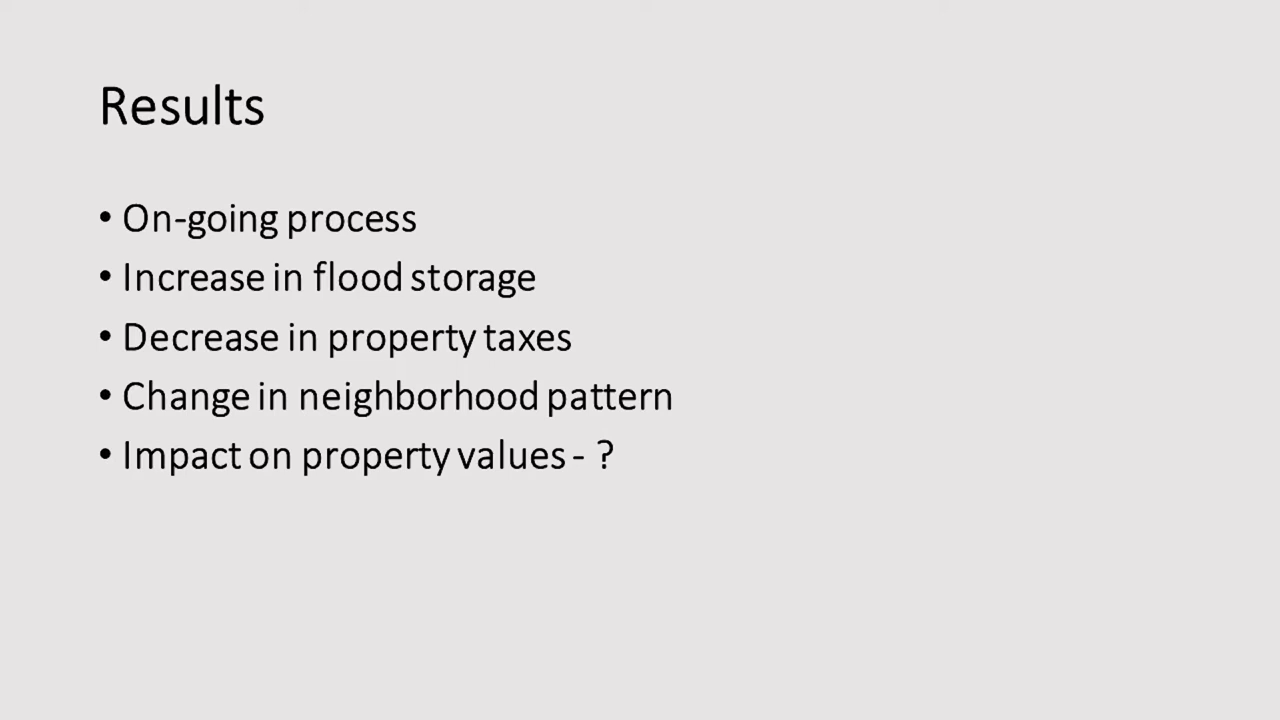 Results
• On-going process
• Increase in flood storage
• Decrease in property taxes
• Change in neighborhood pattern
• Impact on property values - ?